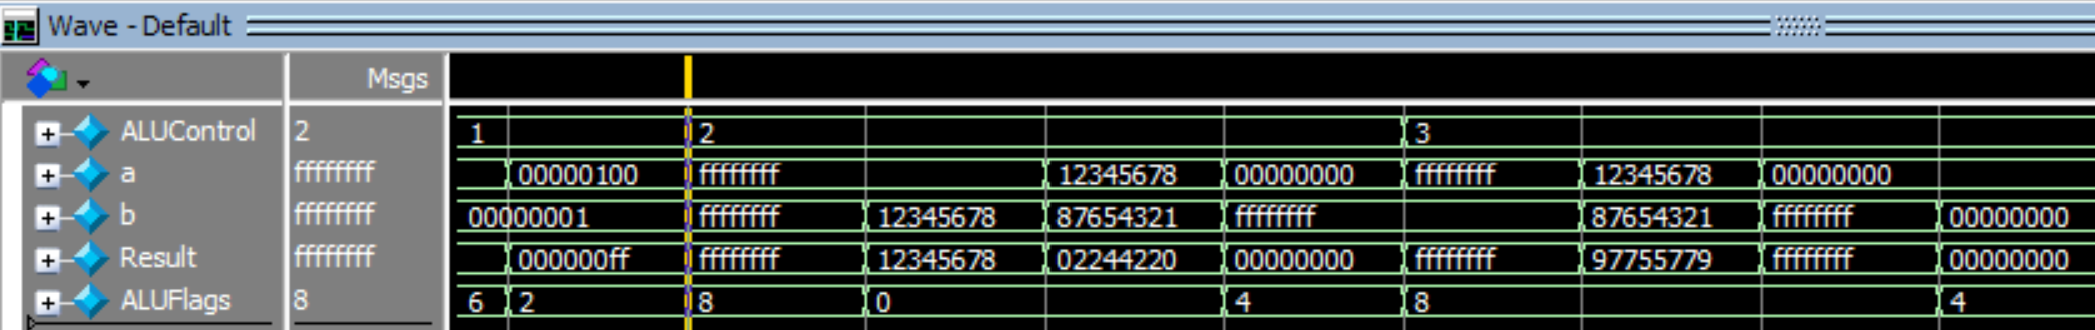 Wave - Default
Msgs
ALUControl 2 1 2 3
a ffffffff 00000100 ffffffff 12345678 00000000 ffffffff 12345678 00000000
b ffffffff 00000001 ffffffff 12345678 87654321 ffffffff 87654321 ffffffff 00000000
Result ffffffff 000000ff ffffffff 12345678 02244220 00000000 ffffffff 97755779 ffffffff 00000000
ALUFlags 8 6 2 8 0 4 8 4